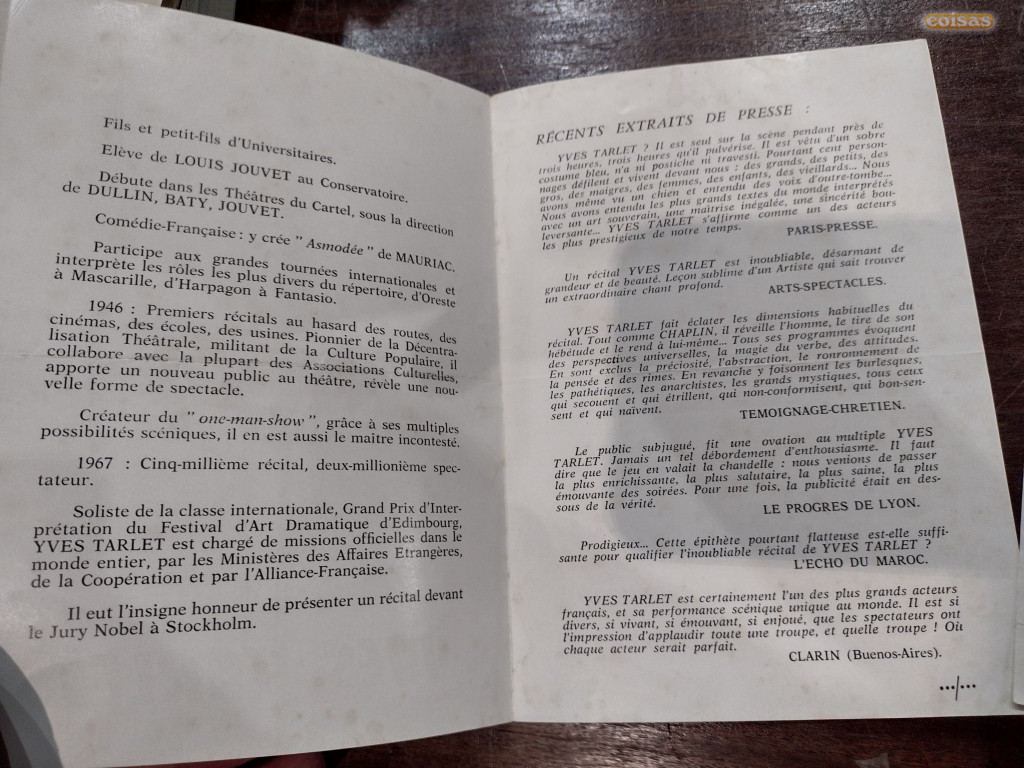 Fils et petit-fils d'Universitaires.
Elève de LOUIS JOUVET au Conservatoire.
Débute dans les Théâtres du Cartel, sous la direction
de DULLIN, BATY, JOUVET.
Comédie-Française : y crée " Asmodée " de MAURIAC.
Participe aux grandes tournées internationales et
interprète les rôles les plus divers du répertoire, d'Oreste
à Mascarille, d'Harpagon à Fantasio.
1946 : Premiers récitals au hasard des routes, des
cinémas, des écoles, des usines. Pionnier de la Décentra-
lisation Théâtrale, militant de la Culture Populaire, il
collabore avec la plupart des Associations Culturelles,
apporte un nouveau public au théâtre, révèle une nou-
velle forme de spectacle.
Créateur du " one-man-show ", grâce à ses multiples
possibilités scéniques, il en est aussi le maître incontesté.
1967 : Cinq-millième récital, deux-millionième spec-
tateur.
Soliste de la classe internationale, Grand Prix d'Inter-
prétation du Festival d'Art Dramatique d'Edimbourg,
YVES TARLET est chargé de missions officielles dans le
monde entier, par les Ministères des Affaires Etrangères,
de la Coopération et par l'Alliance-Française.
Il eut l'insigne honneur de présenter un récital devant
le Jury Nobel à Stockholm.
RÉCENTS EXTRAITS DE PRESSE :
YVES TARLET ? Il est seul sur la scène pendant près de
trois heures, trois heures qu'il pulvérise. Il est vêtu d'un sobre
costume bleu, n'a ni postiche ni travesti. Pourtant cent person-
nages défilent et vivent devant nous : des grands, des petits, des
gros, des maigres, des femmes, des enfants, des vieillards... Nous
avons même vu un chien et entendu des voix d'outre-tombe...
Nous avons entendu les plus grands textes du monde interprétés
avec un art souverain, une maîtrise inégalée, une sincérité bou-
leversante... YVES TARLET s'affirme comme un des acteurs
les plus prestigieux de notre temps.
PARIS-PRESSE.
Un récital YVES TARLET est inoubliable, désarmant de
grandeur et de beauté. Leçon sublime d'un Artiste qui sait trouver
un extraordinaire chant profond.
ARTS-SPECTACLES.
YVES TARLET fait éclater les dimensions habituelles du
récital. Tout comme CHAPLIN, il réveille l'homme, le tire de son
hébétude et le rend à lui-même... Tous ses programmes évoquent
des perspectives universelles, la magie du verbe, des attitudes.
En sont exclus la préciosité, l'abstraction, le ronronnement de
la pensée et des rimes. En revanche y foisonnent les burlesques,
les pathétiques, les anarchistes, les grands mystiques, tous ceux
qui secouent et qui étrillent, qui non-conformisent, qui bon-sen-
sent et qui naïvent.
TEMOIGNAGE-CHRETIEN.
Le public subjugué, fit une ovation au multiple YVES
TARLET. Jamais un tel débordement d'enthousiasme. Il faut
dire que le jeu en valait la chandelle : nous venions de passer
la plus enrichissante, la plus salutaire, la plus saine, la plus
émouvante des soirées. Pour une fois, la publicité était en des-
sous de la vérité.
LE PROGRES DE LYON.
Prodigieux... Cette épithète pourtant flatteuse est-elle suffi-
sante pour qualifier l'inoubliable récital de YVES TARLET ?
L'ECHO DU MAROC.
YVES TARLET est certainement l'un des plus grands acteurs
français, et sa performance scénique unique au monde. Il est si
divers, si vivant, si émouvant, si enjoué, que les spectateurs ont
l'impression d'applaudir toute une troupe, et quelle troupe ! Où
chaque acteur serait parfait.
CLARIN (Buenos-Aires).
.../...
coisas